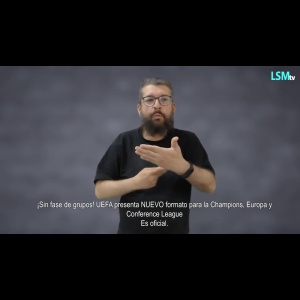 LSMtv
¡Sin fase de grupos! UEFA presenta NUEVO formato para la Champions, Europa y
Conference League
Es oficial.